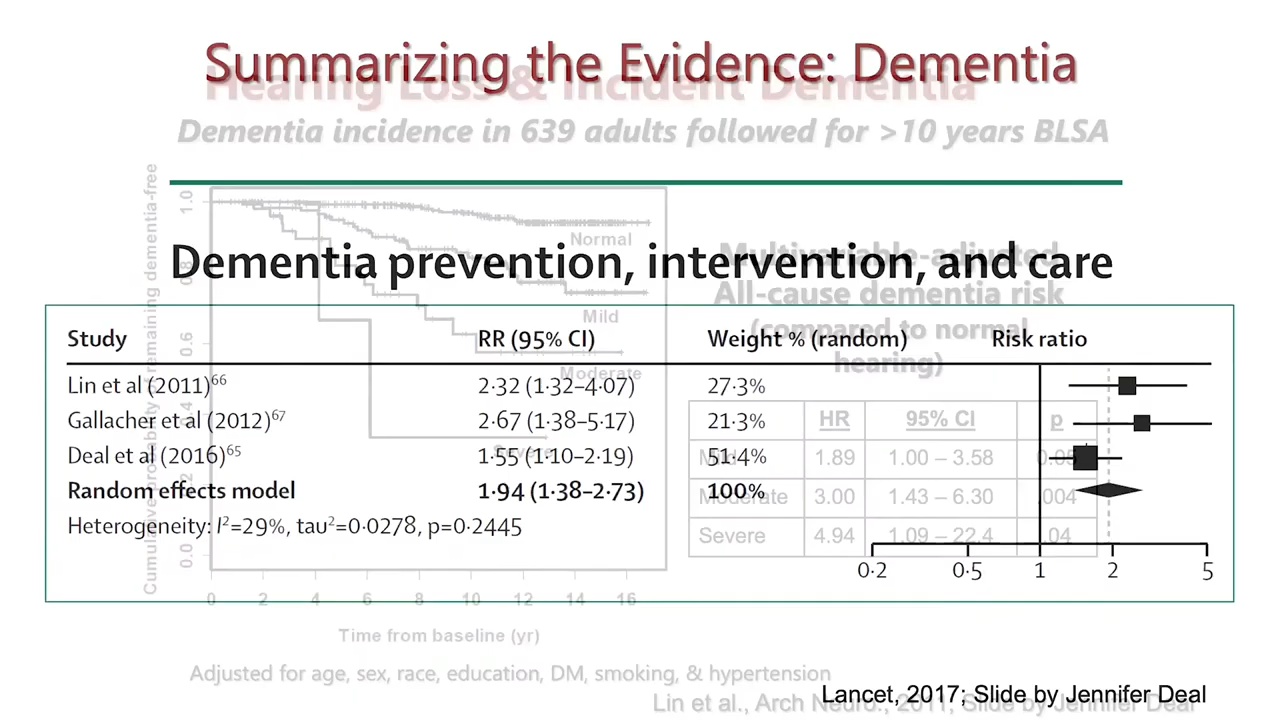 Summarizing the Evidence: Dementia
Hearing Loss & Incident Dementia
Dementia incidence in 639 adults followed for >10 years BLSA
Dementia prevention, intervention, and care
Study RR (95% CI) Weight % (random) Risk ratio
Lin et al (2011)66 2·32 (1·32–4·07) 27·3%
Gallacher et al (2012)67 2·67 (1·38–5·17) 21·3%
Deal et al (2016)65 1·55 (1·10–2·19) 51·4%
Random effects model 1·94 (1·38–2·73) 100%
Heterogeneity: I²=29%, tau²=0·0278, p=0·2445
0·2 0·5 1 2 5
Lancet, 2017; Slide by Jennifer Deal
remaining dementia-free
1.0
0.6
0.0
Normal
Mild
Moderate
0 2 4 6 8 10 12 14 16
Time from baseline (yr)
Multivariable-adjusted
All-cause dementia risk
(compared to normal
hearing)
HR 95% CI p
1.89 1.00 – 3.58
Moderate 3.00 1.43 – 6.30 .004
Severe 4.94 1.09 – 22.4 .04
Adjusted for age, sex, race, education, DM, smoking, & hypertension
Lin et al., Arch Neuro., 2011;